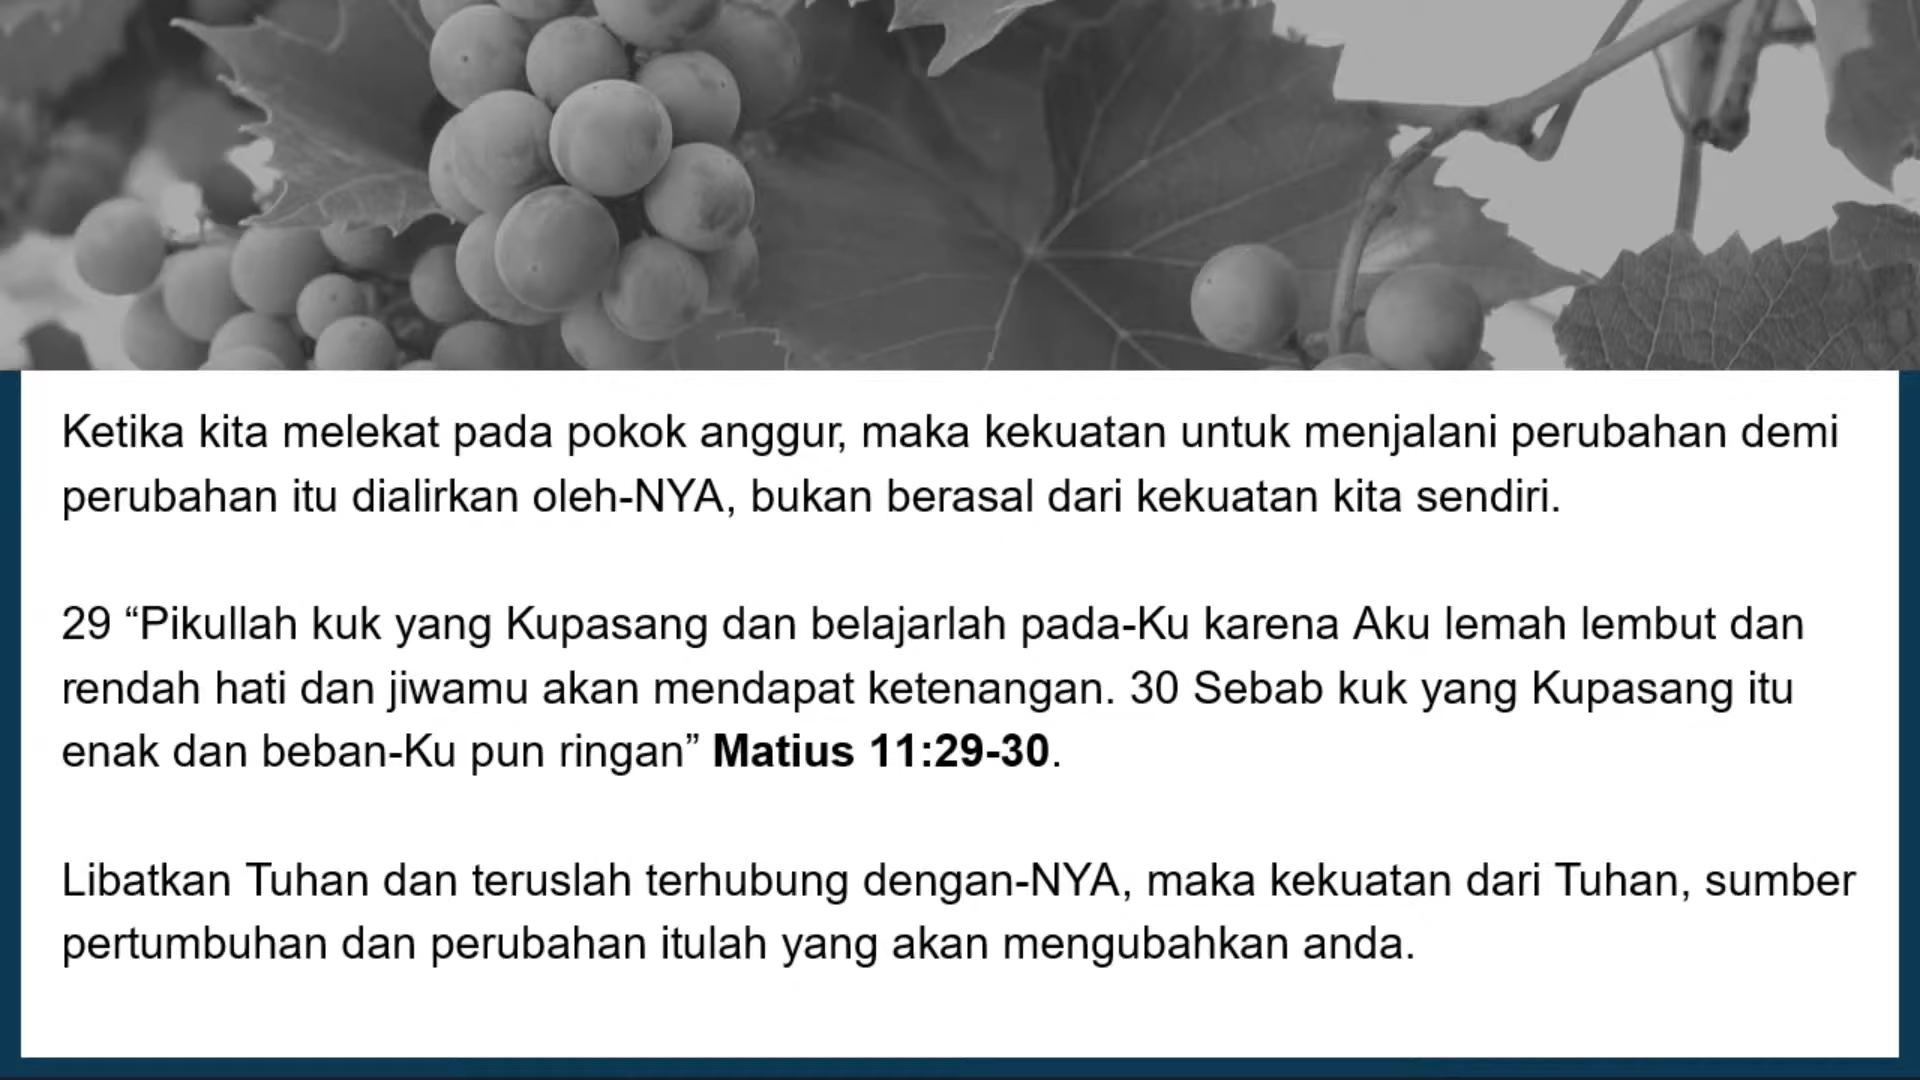 Ketika kita melekat pada pokok anggur, maka kekuatan untuk menjalani perubahan demi
perubahan itu dialirkan oleh-NYA, bukan berasal dari kekuatan kita sendiri.
29 “Pikullah kuk yang Kupasang dan belajarlah pada-Ku karena Aku lemah lembut dan
rendah hati dan jiwamu akan mendapat ketenangan. 30 Sebab kuk yang Kupasang itu
enak dan beban-Ku pun ringan” Matius 11:29-30.
Libatkan Tuhan dan teruslah terhubung dengan-NYA, maka kekuatan dari Tuhan, sumber
pertumbuhan dan perubahan itulah yang akan mengubahkan anda.